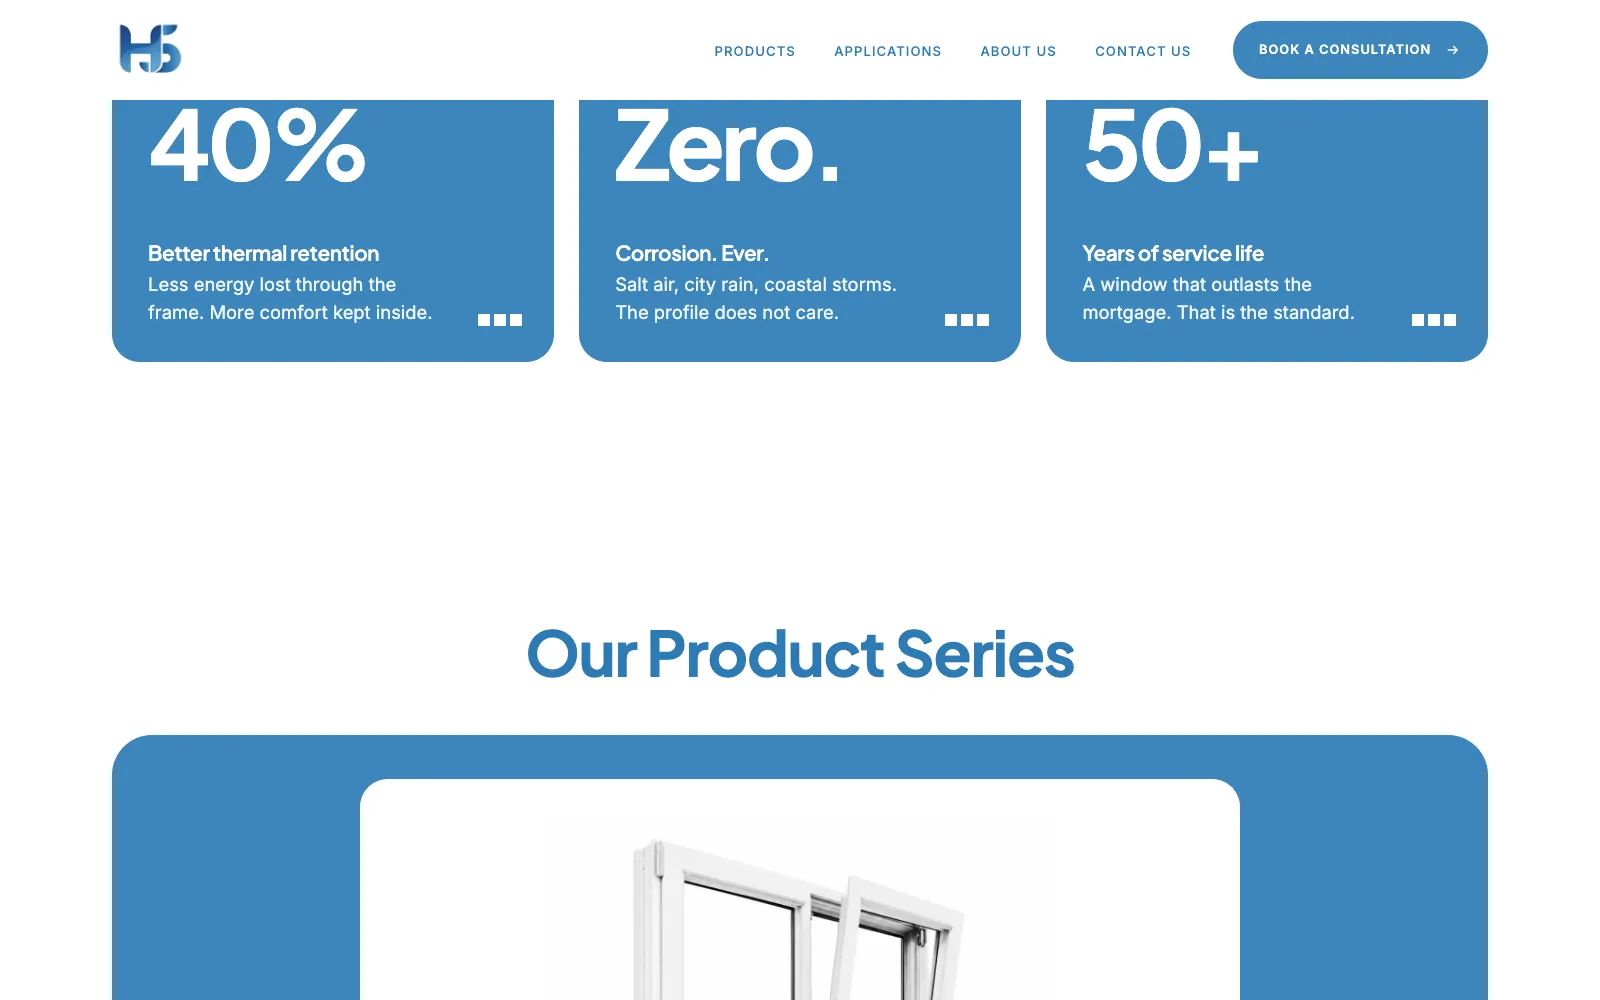 HJ5
PRODUCTS
APPLICATIONS
ABOUT US
CONTACT US
BOOK A CONSULTATION →
40%
Better thermal retention
Less energy lost through the
frame. More comfort kept inside.
Zero.
Corrosion. Ever.
Salt air, city rain, coastal storms.
The profile does not care.
50+
Years of service life
A window that outlasts the
mortgage. That is the standard.
Our Product Series